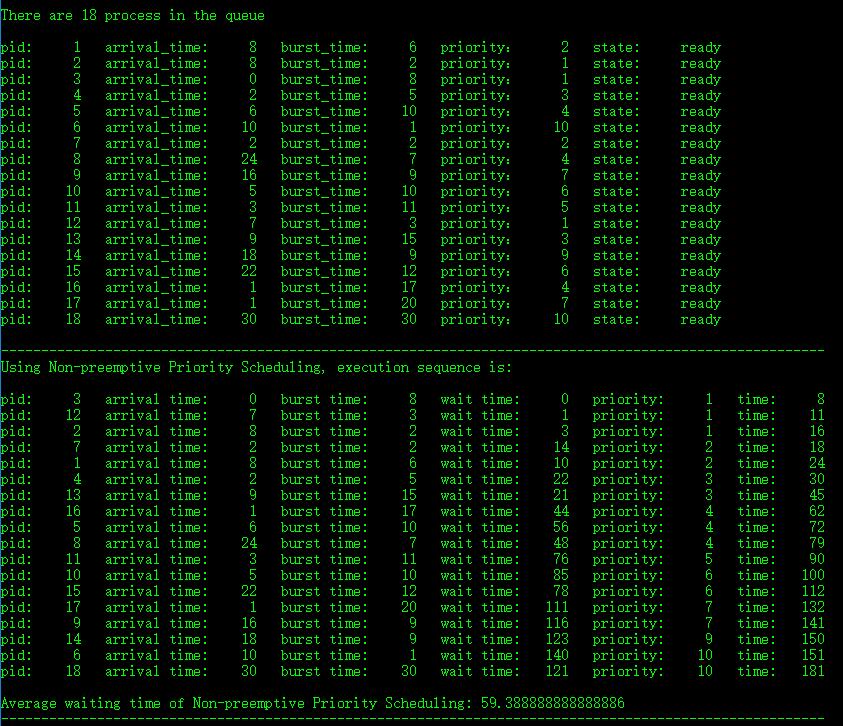 There are 18 process in the queue
pid: 1 arrival_time: 8 burst_time: 6 priority: 2 state: ready
pid: 2 arrival_time: 8 burst_time: 2 priority: 1 state: ready
pid: 3 arrival_time: 0 burst_time: 8 priority: 1 state: ready
pid: 4 arrival_time: 2 burst_time: 5 priority: 3 state: ready
pid: 5 arrival_time: 6 burst_time: 10 priority: 4 state: ready
pid: 6 arrival_time: 10 burst_time: 1 priority: 10 state: ready
pid: 7 arrival_time: 2 burst_time: 2 priority: 2 state: ready
pid: 8 arrival_time: 24 burst_time: 7 priority: 4 state: ready
pid: 9 arrival_time: 16 burst_time: 9 priority: 7 state: ready
pid: 10 arrival_time: 5 burst_time: 10 priority: 6 state: ready
pid: 11 arrival_time: 3 burst_time: 11 priority: 5 state: ready
pid: 12 arrival_time: 7 burst_time: 3 priority: 1 state: ready
pid: 13 arrival_time: 9 burst_time: 15 priority: 3 state: ready
pid: 14 arrival_time: 18 burst_time: 9 priority: 9 state: ready
pid: 15 arrival_time: 22 burst_time: 12 priority: 6 state: ready
pid: 16 arrival_time: 1 burst_time: 17 priority: 4 state: ready
pid: 17 arrival_time: 1 burst_time: 20 priority: 7 state: ready
pid: 18 arrival_time: 30 burst_time: 30 priority: 10 state: ready
Using Non-preemptive Priority Scheduling, execution sequence is:
pid: 3 arrival time: 0 burst time: 8 wait time: 0 priority: 1 time: 8
pid: 12 arrival time: 7 burst time: 3 wait time: 1 priority: 1 time: 11
pid: 2 arrival time: 8 burst time: 2 wait time: 3 priority: 1 time: 16
pid: 7 arrival time: 2 burst time: 2 wait time: 14 priority: 2 time: 18
pid: 1 arrival time: 8 burst time: 6 wait time: 10 priority: 2 time: 24
pid: 4 arrival time: 2 burst time: 5 wait time: 22 priority: 3 time: 30
pid: 13 arrival time: 9 burst time: 15 wait time: 21 priority: 3 time: 45
pid: 16 arrival time: 1 burst time: 17 wait time: 44 priority: 4 time: 62
pid: 5 arrival time: 6 burst time: 10 wait time: 56 priority: 4 time: 72
pid: 8 arrival time: 24 burst time: 7 wait time: 48 priority: 4 time: 79
pid: 11 arrival time: 3 burst time: 11 wait time: 76 priority: 5 time: 90
pid: 10 arrival time: 5 burst time: 10 wait time: 85 priority: 6 time: 100
pid: 15 arrival time: 22 burst time: 12 wait time: 78 priority: 6 time: 112
pid: 17 arrival time: 1 burst time: 20 wait time: 111 priority: 7 time: 132
pid: 9 arrival time: 16 burst time: 9 wait time: 116 priority: 7 time: 141
pid: 14 arrival time: 18 burst time: 9 wait time: 123 priority: 9 time: 150
pid: 6 arrival time: 10 burst time: 1 wait time: 140 priority: 10 time: 151
pid: 18 arrival time: 30 burst time: 30 wait time: 121 priority: 10 time: 181
Average waiting time of Non-preemptive Priority Scheduling: 59.388888888888886